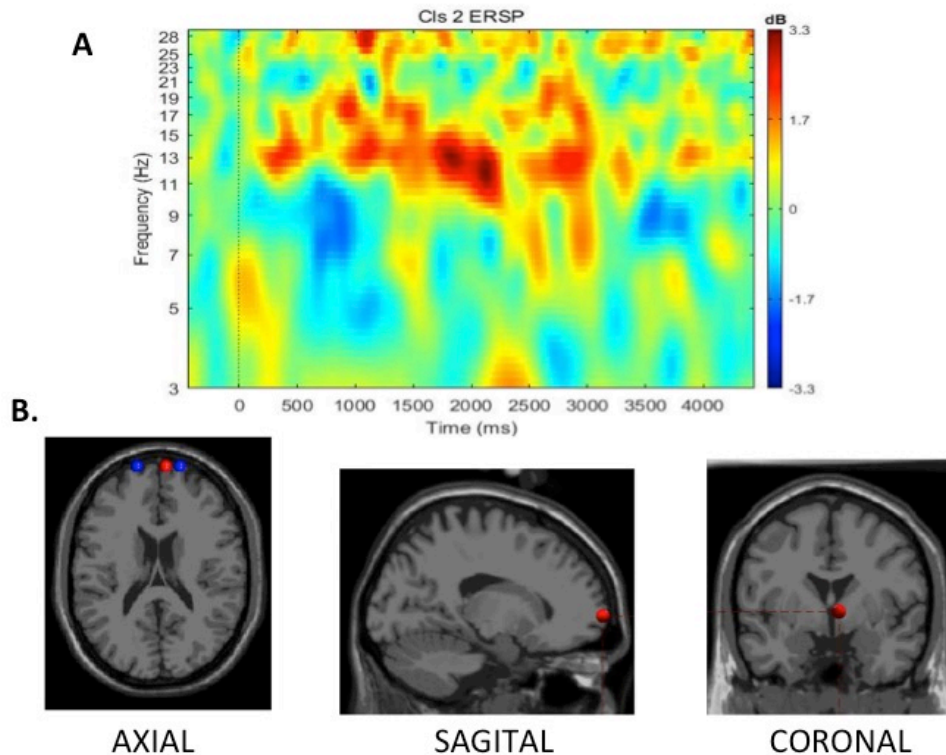 Cls 2 ERSP
dB
A
28
25
23
21
19
17
15
13
11
9
7
5
3
Frequency (Hz)
3.3
1.7
0
-1.7
-3.3
0 500 1000 1500 2000 2500 3000 3500 4000
Time (ms)
B.
AXIAL SAGITAL CORONAL